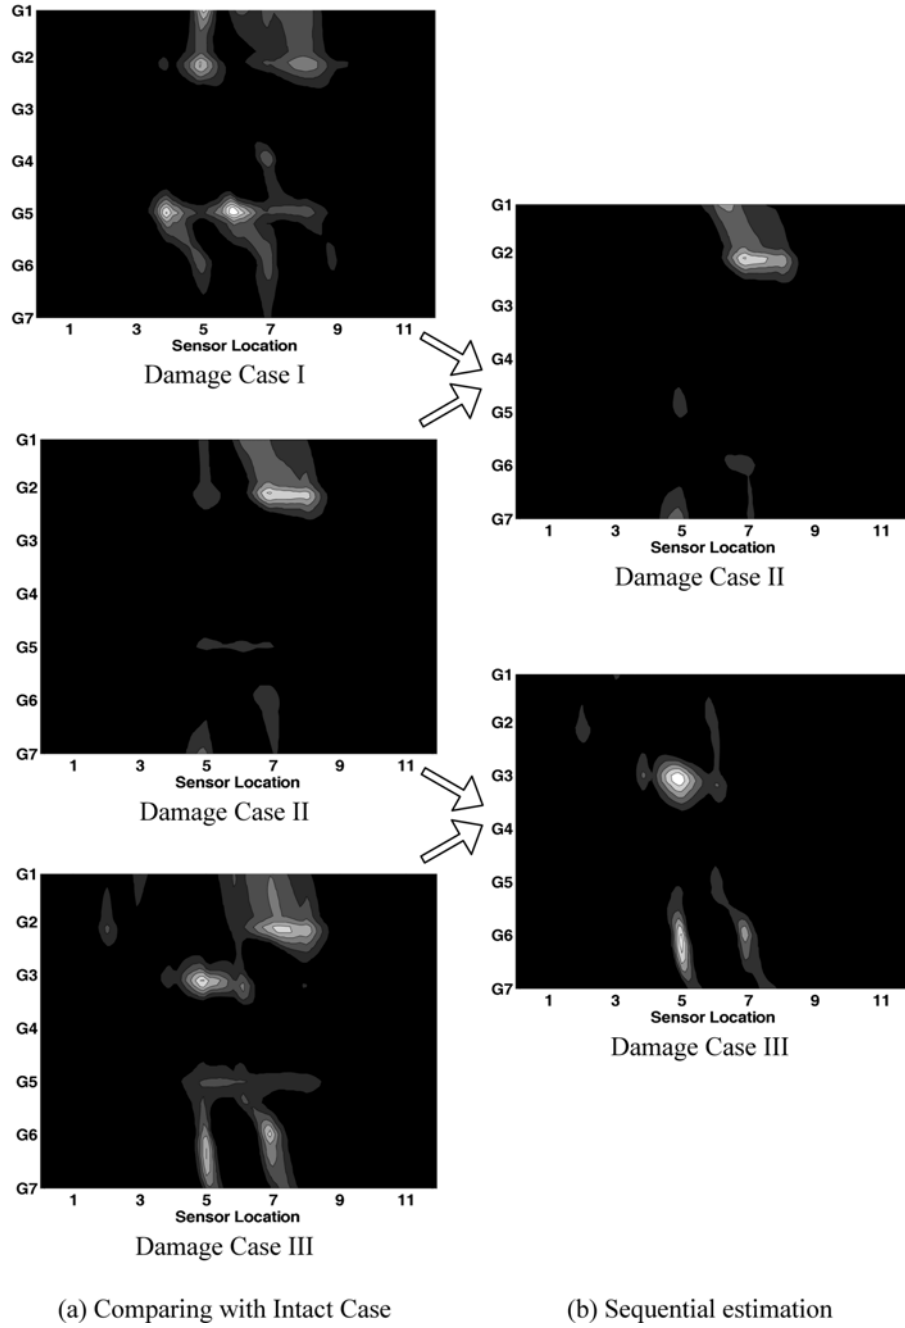 G1
G2
G3
G4
G5
G6
G7
1 3 5 7 9 11
Sensor Location
Damage Case I
G1
G2
G3
G4
G5
G6
G7
1 3 5 7 9 11
Sensor Location
Damage Case II
G1
G2
G3
G4
G5
G6
G7
1 3 5 7 9 11
Sensor Location
Damage Case III
(a) Comparing with Intact Case
G1
G2
G3
G4
G5
G6
G7
1 3 5 7 9 11
Sensor Location
Damage Case II
G1
G2
G3
G4
G5
G6
G7
1 3 5 7 9 11
Sensor Location
Damage Case III
(b) Sequential estimation